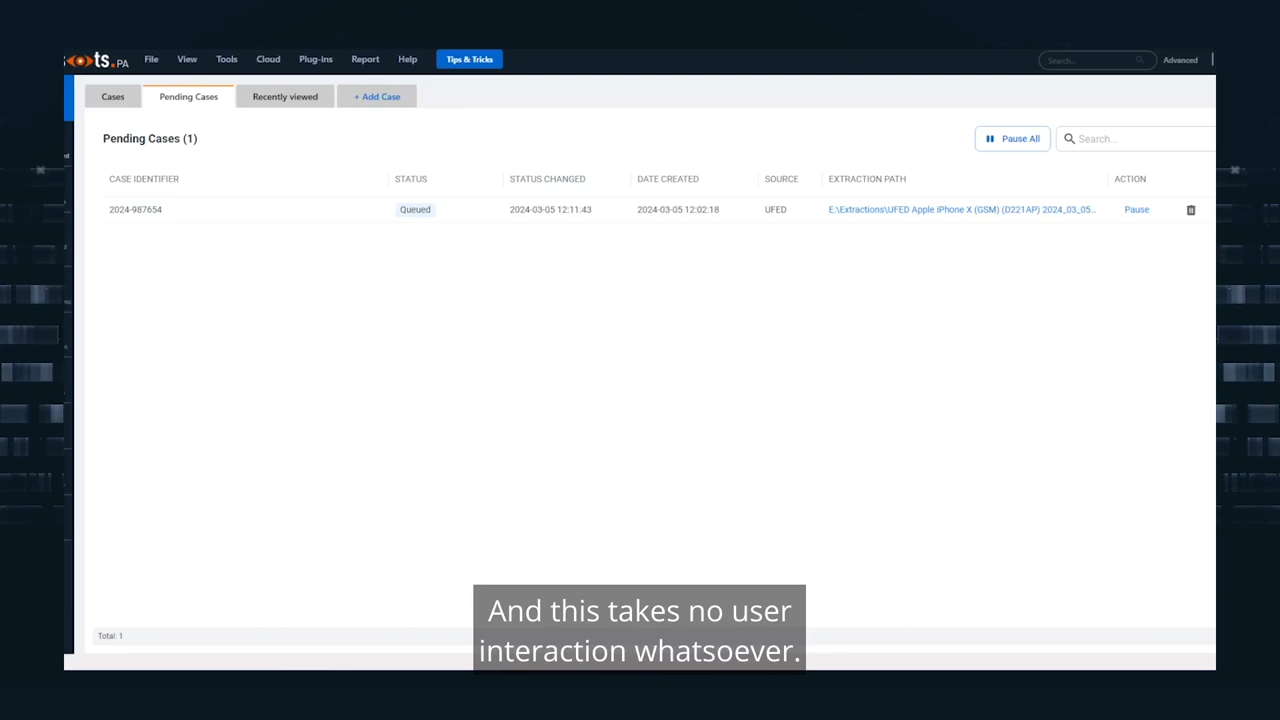 ts.PA File View Tools Cloud Plug-ins Report Help Tips & Tricks Search... Advanced
Cases Pending Cases Recently viewed + Add Case
Pending Cases (1) Pause All Search...
CASE IDENTIFIER STATUS STATUS CHANGED DATE CREATED SOURCE EXTRACTION PATH ACTION
2024-987654 Queued 2024-03-05 12:11:43 2024-03-05 12:02:18 UFED E:\Extractions\UFED Apple iPhone X (GSM) (D221AP) 2024_03_05... Pause
And this takes no user
interaction whatsoever.
Total: 1